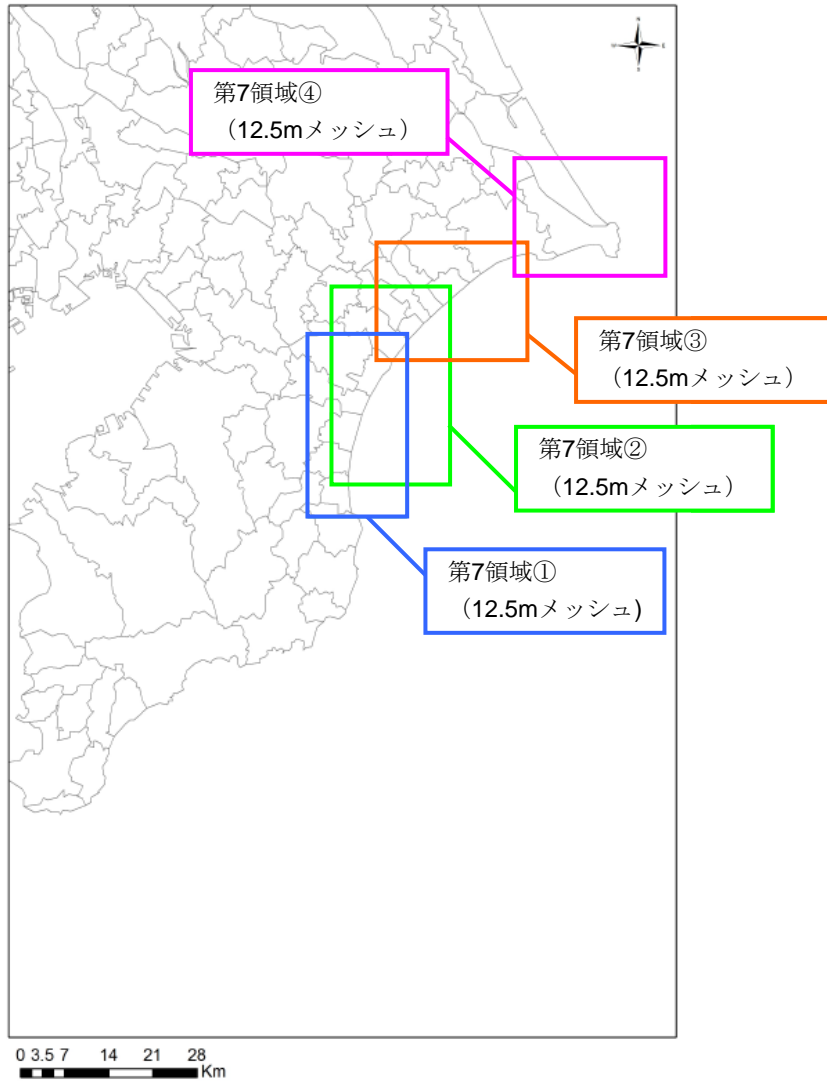 N
W E
S
第7領域④
（12.5mメッシュ）
第7領域③
（12.5mメッシュ）
第7領域②
（12.5mメッシュ）
第7領域①
（12.5mメッシュ)
0 3.5 7 14 21 28
Km